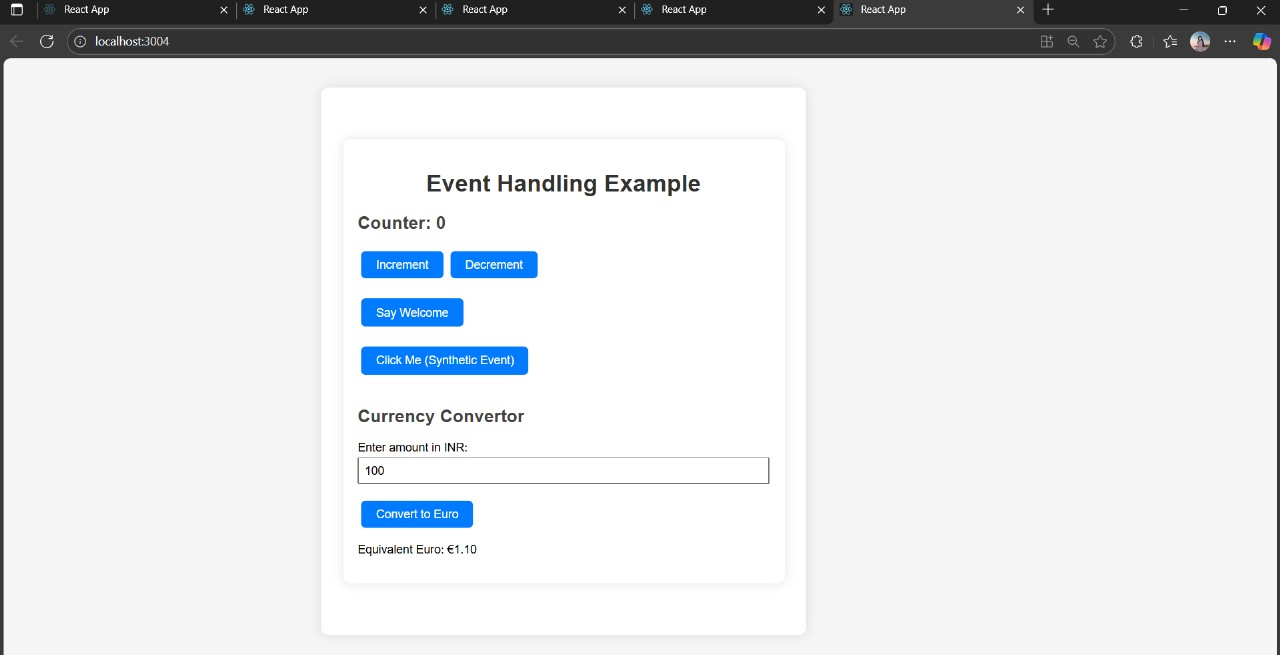 React App React App React App React App React App
localhost:3004
Event Handling Example
Counter: 0
Increment Decrement
Say Welcome
Click Me (Synthetic Event)
Currency Convertor
Enter amount in INR:
100
Convert to Euro
Equivalent Euro: €1.10